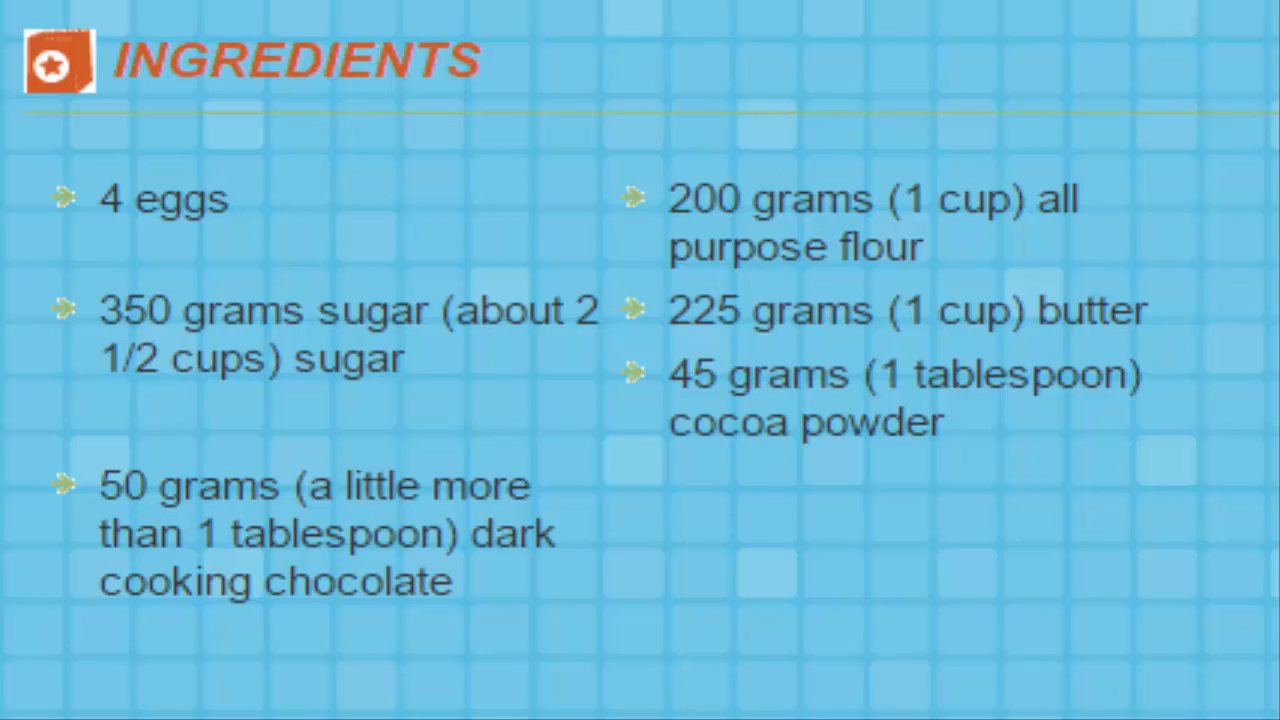 INGREDIENTS
4 eggs
350 grams sugar (about 2
1/2 cups) sugar
50 grams (a little more
than 1 tablespoon) dark
cooking chocolate
200 grams (1 cup) all
purpose flour
225 grams (1 cup) butter
45 grams (1 tablespoon)
cocoa powder